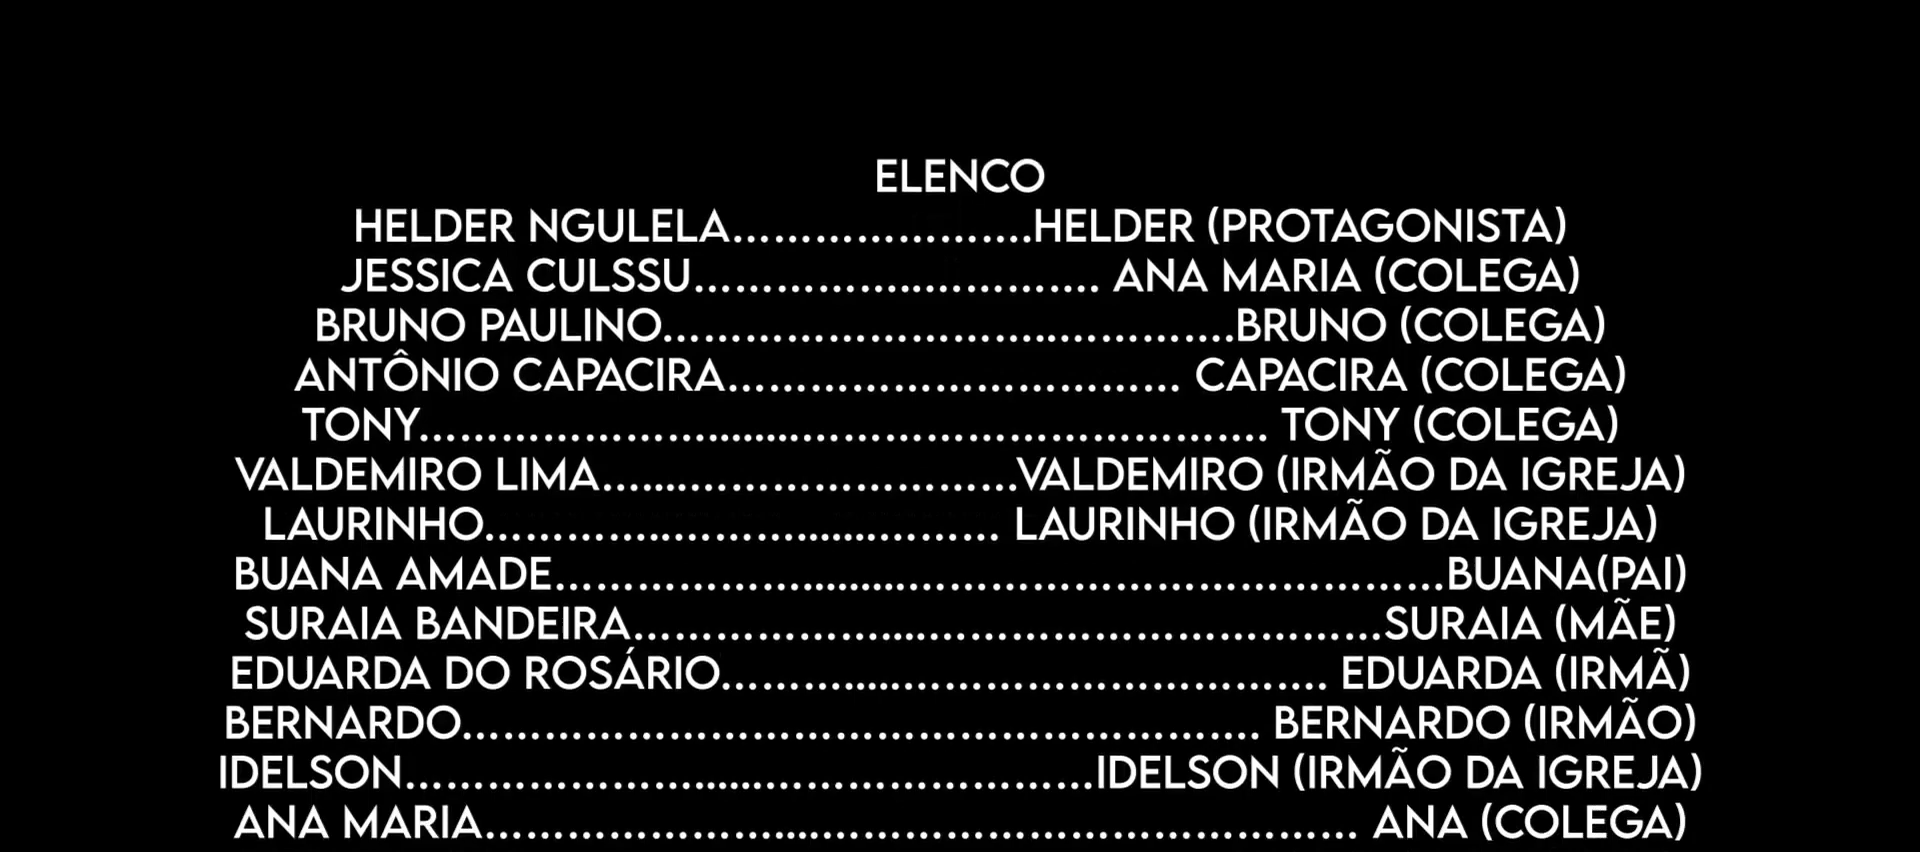 ELENCO
HELDER NGULELA......................HELDER (PROTAGONISTA)
JESSICA CULSSU.............................. ANA MARIA (COLEGA)
BRUNO PAULINO..........................................BRUNO (COLEGA)
ANTÔNIO CAPACIRA................................. CAPACIRA (COLEGA)
TONY.............................................................. TONY (COLEGA)
VALDEMIRO LIMA...............................VALDEMIRO (IRMÃO DA IGREJA)
LAURINHO...................................... LAURINHO (IRMÃO DA IGREJA)
BUANA AMADE.................................................................BUANA(PAI)
SURAIA BANDEIRA.......................................................SURAIA (MÃE)
EDUARDA DO ROSÁRIO............................................. EDUARDA (IRMÃ)
BERNARDO.......................................................... BERNARDO (IRMÃO)
IDELSON...................................................IDELSON (IRMÃO DA IGREJA)
ANA MARIA................................................................ ANA (COLEGA)